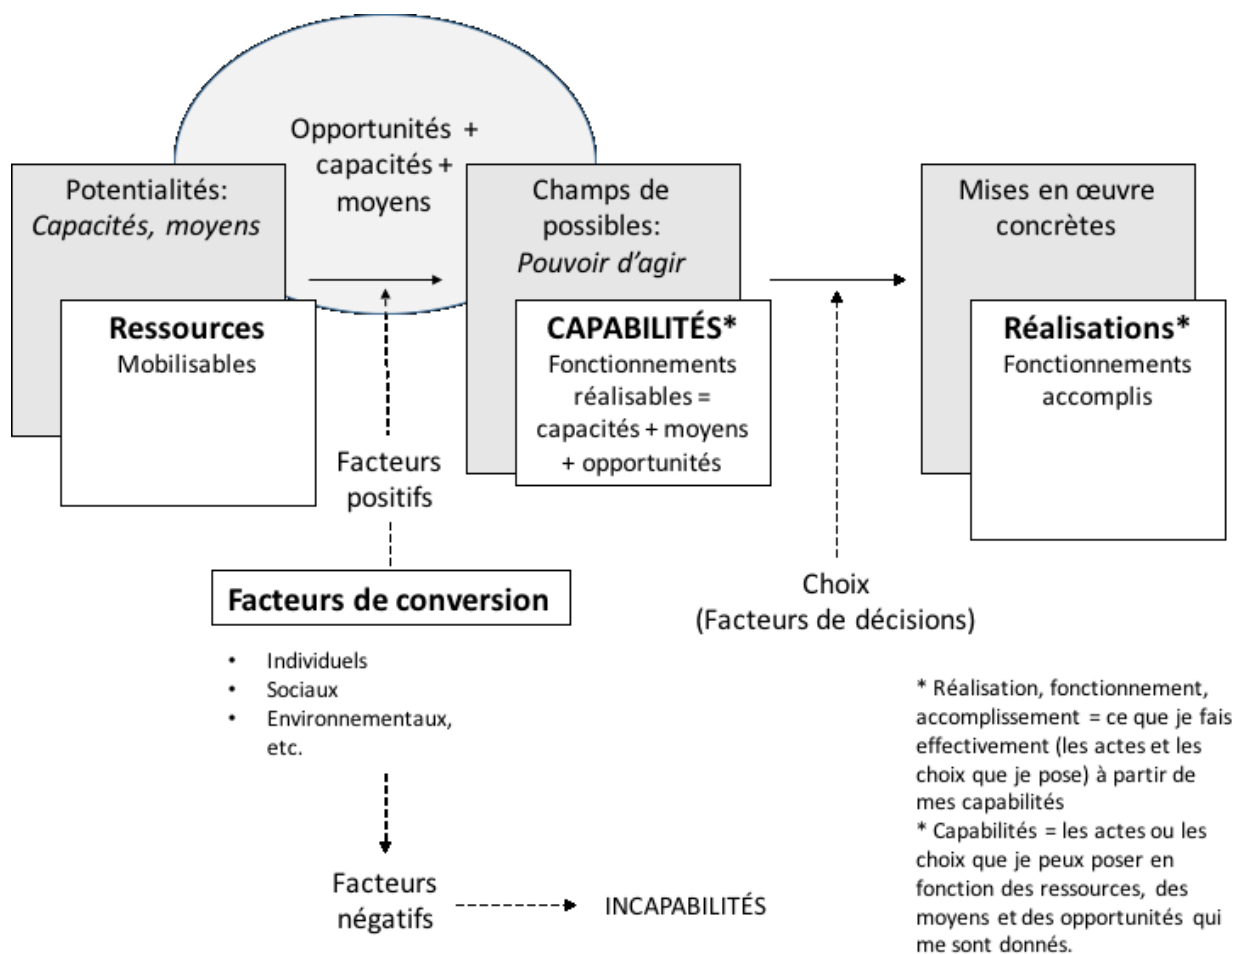 Opportunités +
capacités +
moyens
Potentialités:
Capacités, moyens
Ressources
Mobilisables
Champs de
possibles:
Pouvoir d'agir
CAPABILITÉS*
Fonctionnements
réalisables =
capacités + moyens
+ opportunités
Mises en œuvre
concrètes
Réalisations*
Fonctionnements
accomplis
Facteurs
positifs
Facteurs de conversion
• Individuels
• Sociaux
• Environnementaux,
etc.
Choix
(Facteurs de décisions)
Facteurs
négatifs
INCAPABILITÉS
* Réalisation, fonctionnement,
accomplissement = ce que je fais
effectivement (les actes et les
choix que je pose) à partir de
mes capabilités
* Capabilités = les actes ou les
choix que je peux poser en
fonction des ressources, des
moyens et des opportunités qui
me sont donnés.